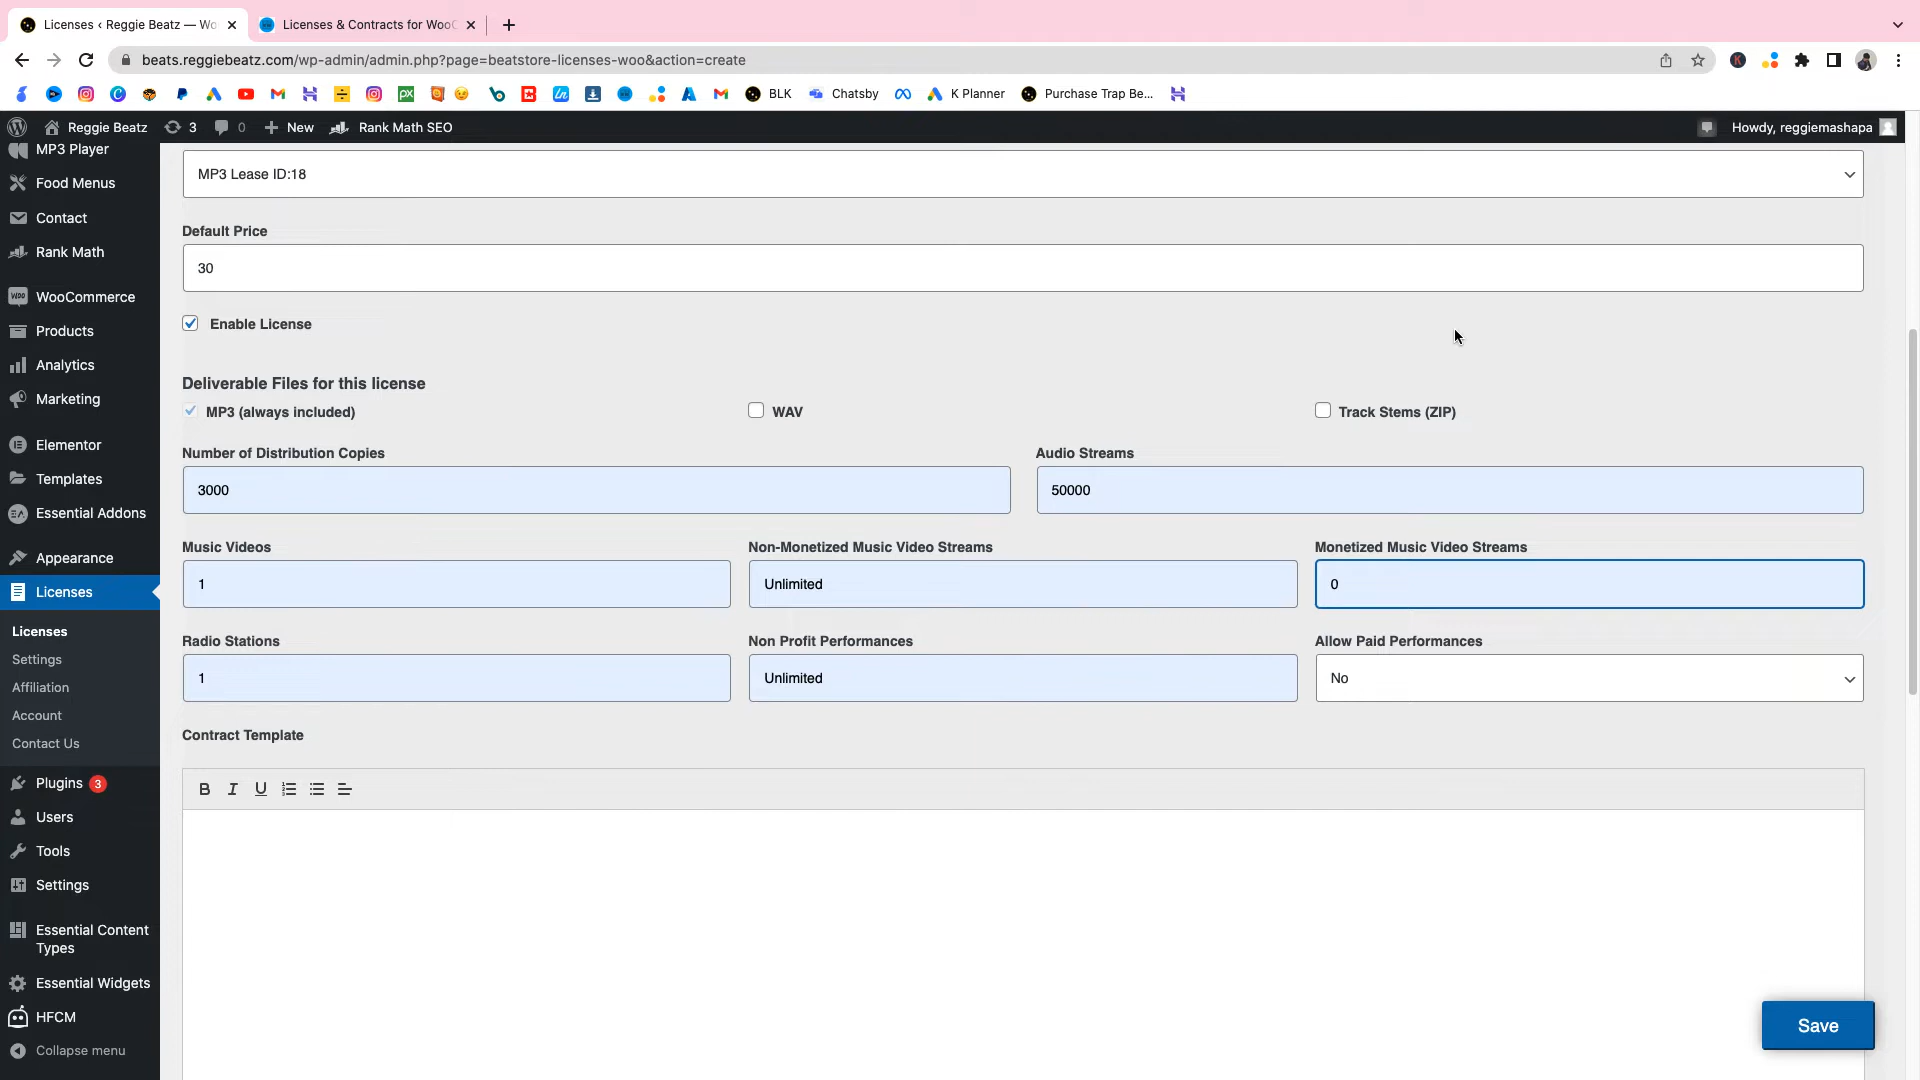 Licenses ‹ Reggie Beatz — Wo
Licenses & Contracts for WooC
beats.reggiebeatz.com/wp-admin/admin.php?page=beatstore-licenses-woo&action=create
BLK
Chatsby
K Planner
Purchase Trap Be...
Reggie Beatz
3
0
New
Rank Math SEO
Howdy, reggiemashapa
MP3 Player
Food Menus
Contact
Rank Math
WooCommerce
Products
Analytics
Marketing
Elementor
Templates
Essential Addons
Appearance
Licenses
Licenses
Settings
Affiliation
Account
Contact Us
Plugins 3
Users
Tools
Settings
Essential Content
Types
Essential Widgets
HFCM
Collapse menu
MP3 Lease ID:18
Default Price
30
Enable License
Deliverable Files for this license
MP3 (always included)
WAV
Track Stems (ZIP)
Number of Distribution Copies
Audio Streams
3000
50000
Music Videos
Non-Monetized Music Video Streams
Monetized Music Video Streams
1
Unlimited
0
Radio Stations
Non Profit Performances
Allow Paid Performances
1
Unlimited
No
Contract Template
B I U
Save